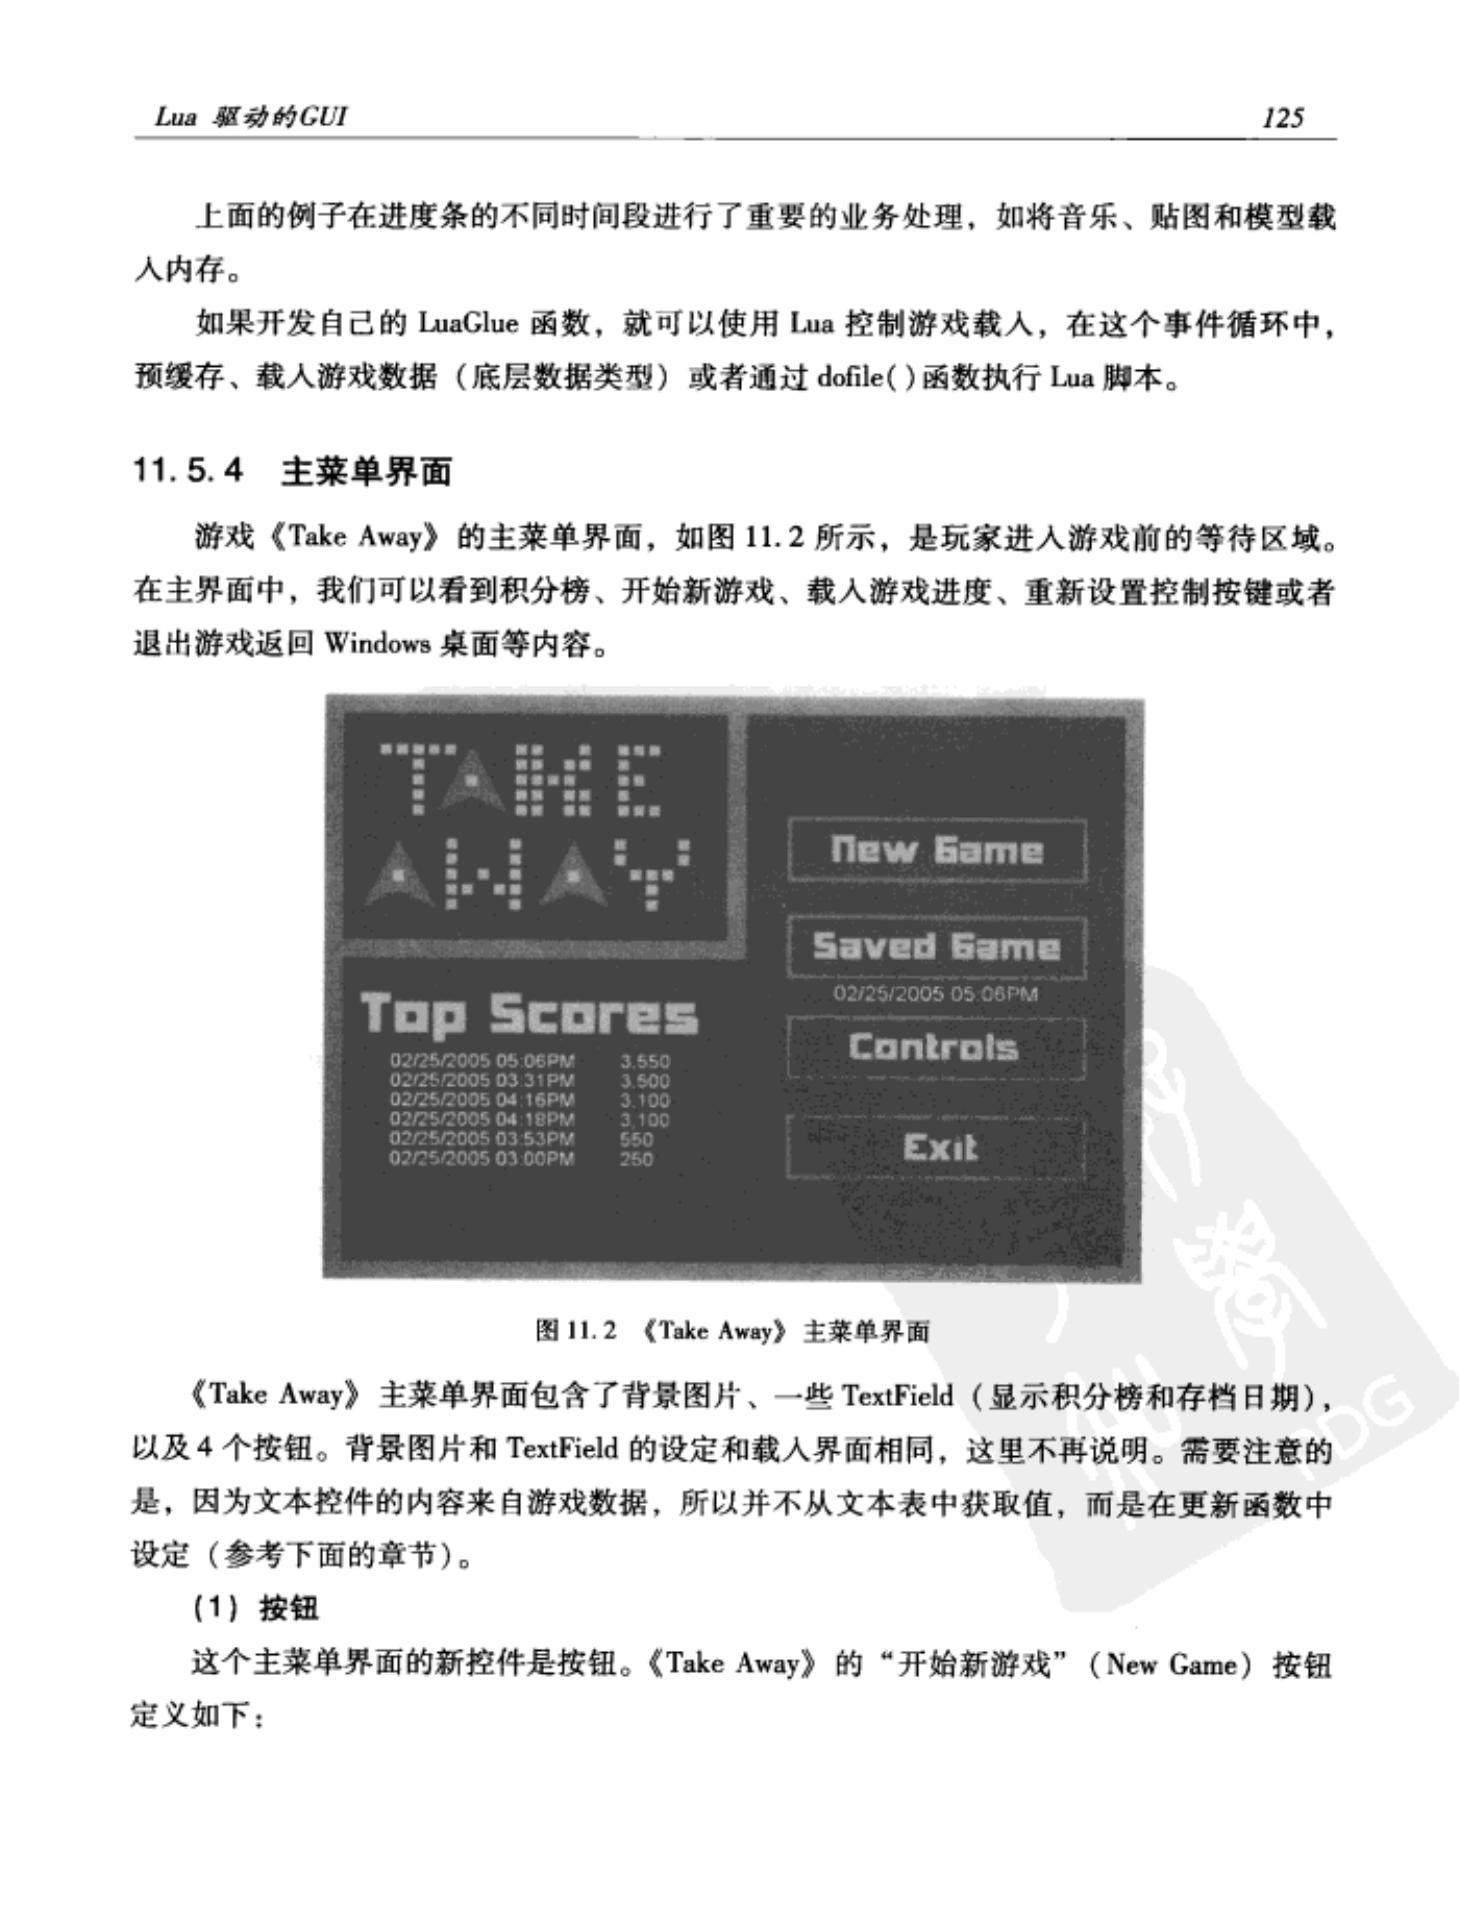 Lua 驱动的GUI 125
上面的例子在进度条的不同时间段进行了重要的业务处理，如将音乐、贴图和模型载
入内存。
如果开发自己的 LuaGlue 函数，就可以使用 Lua 控制游戏载入，在这个事件循环中，
预缓存、载入游戏数据（底层数据类型）或者通过 dofile( )函数执行 Lua 脚本。
11.5.4 主菜单界面
游戏《Take Away》的主菜单界面，如图 11.2 所示，是玩家进入游戏前的等待区域。
在主界面中，我们可以看到积分榜、开始新游戏、载入游戏进度、重新设置控制按键或者
退出游戏返回 Windows 桌面等内容。
TAKE
AWAY
Top Scores
02/25/2005 05:06PM 3,550
02/25/2005 03:31PM 3,500
02/25/2005 04:16PM 3,100
02/25/2005 04:18PM 3,100
02/25/2005 03:53PM 550
02/25/2005 03:00PM 250
New Game
Saved Game
02/25/2005 05:06PM
Controls
Exit
图 11.2 《Take Away》主菜单界面
《Take Away》主菜单界面包含了背景图片、一些 TextField（显示积分榜和存档日期），
以及 4 个按钮。背景图片和 TextField 的设定和载入界面相同，这里不再说明。需要注意的
是，因为文本控件的内容来自游戏数据，所以并不从文本表中获取值，而是在更新函数中
设定（参考下面的章节）。
(1) 按钮
这个主菜单界面的新控件是按钮。《Take Away》的“开始新游戏”（New Game）按钮
定义如下：
PDG